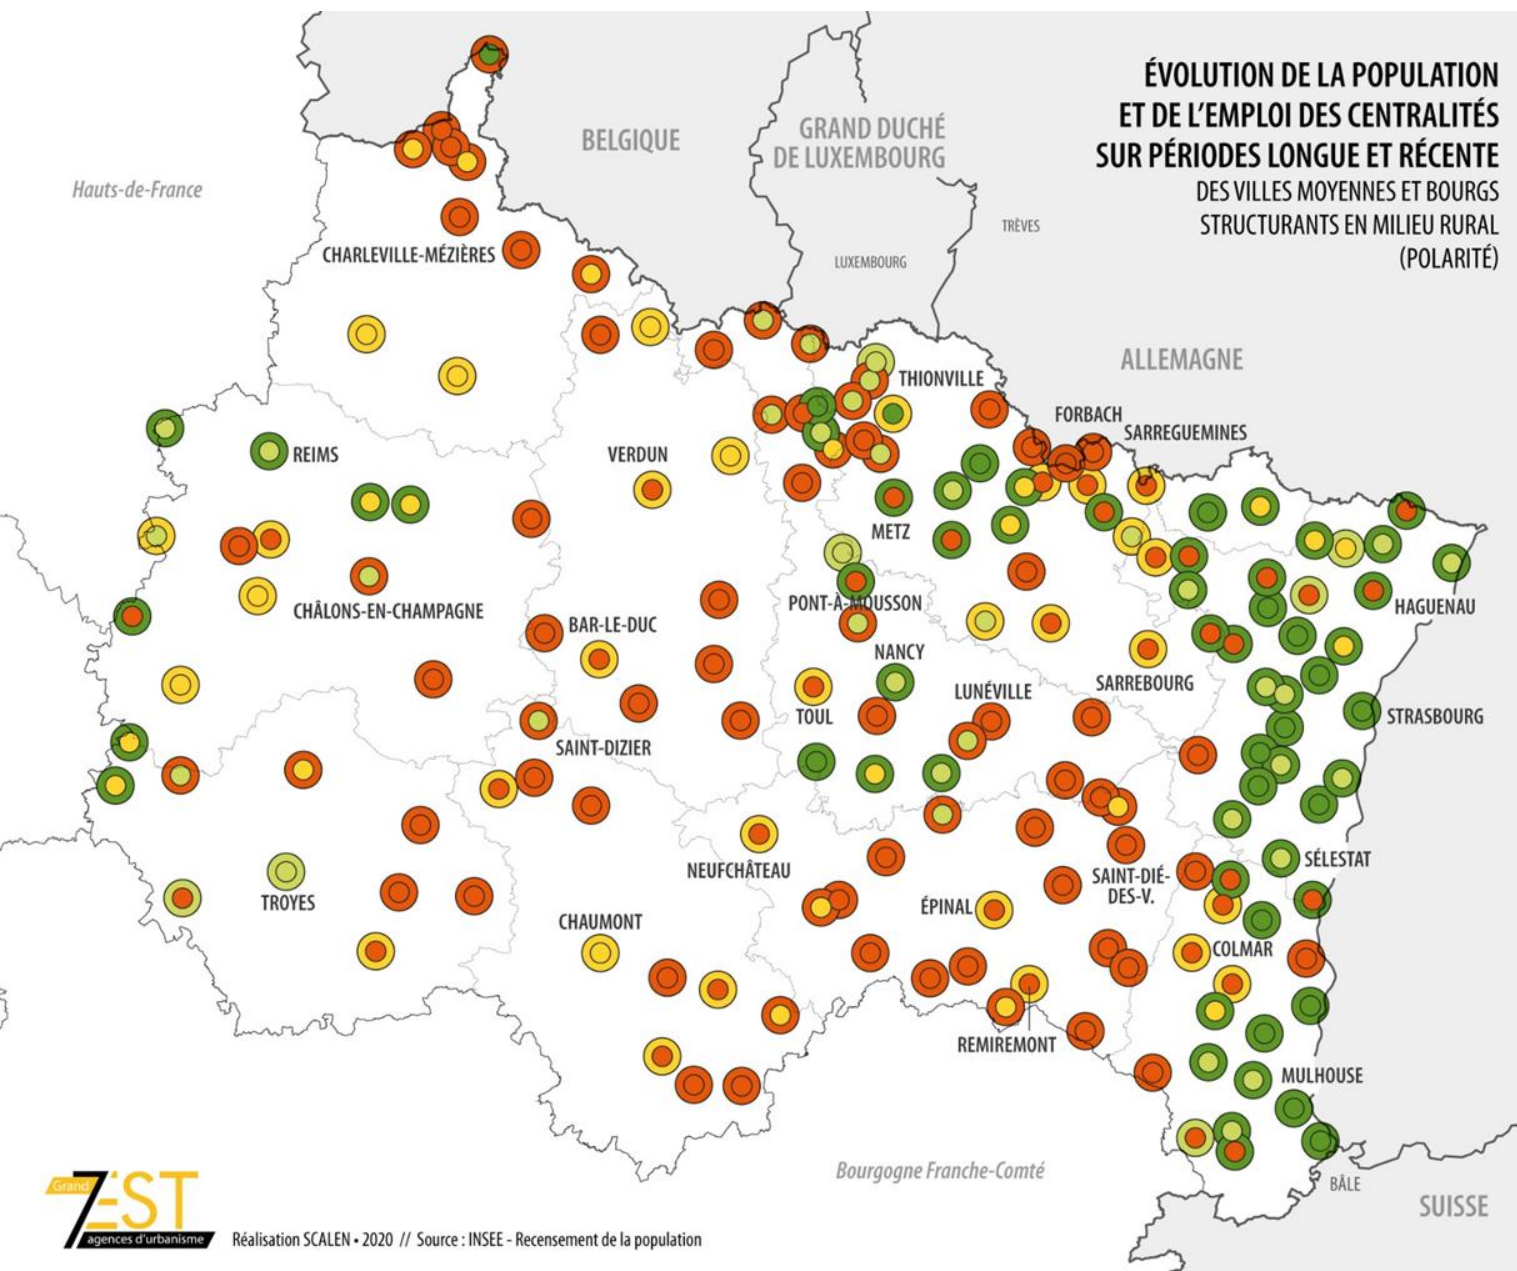 ÉVOLUTION DE LA POPULATION
ET DE L'EMPLOI DES CENTRALITÉS
SUR PÉRIODES LONGUE ET RÉCENTE
DES VILLES MOYENNES ET BOURGS
STRUCTURANTS EN MILIEU RURAL
(POLARITÉ)
BELGIQUE
GRAND DUCHÉ
DE LUXEMBOURG
Hauts-de-France
TRÈVES
LUXEMBOURG
CHARLEVILLE-MÉZIÈRES
ALLEMAGNE
THIONVILLE
FORBACH
SARREGUEMINES
REIMS
VERDUN
METZ
CHÂLONS-EN-CHAMPAGNE
BAR-LE-DUC
PONT-À-MOUSSON
HAGUENAU
NANCY
LUNÉVILLE
SARREBOURG
TOUL
STRASBOURG
SAINT-DIZIER
NEUFCHÂTEAU
SÉLESTAT
SAINT-DIÉ-
DES-V.
TROYES
CHAUMONT
ÉPINAL
COLMAR
REMIREMONT
MULHOUSE
Bourgogne Franche-Comté
BÂLE
SUISSE
Grand
7EST
agences d'urbanisme
Réalisation SCALEN • 2020 // Source : INSEE - Recensement de la population